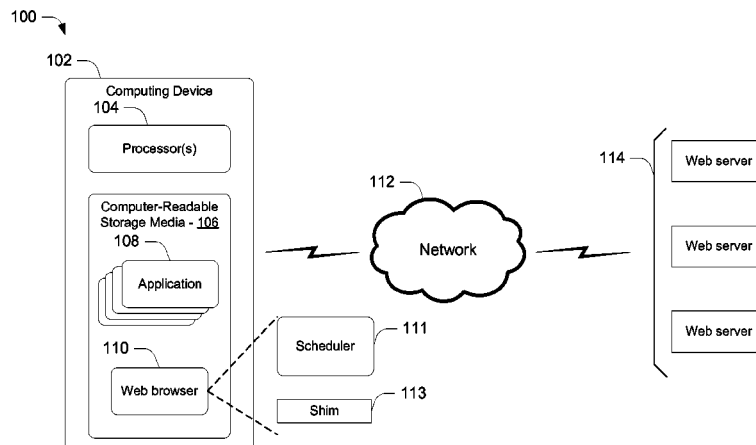 100
102
Computing Device
104
Processor(s)
Computer-Readable
Storage Media - 106
108
Application
110
Web browser
Scheduler
111
Shim
113
112
Network
114
Web server
Web server
Web server